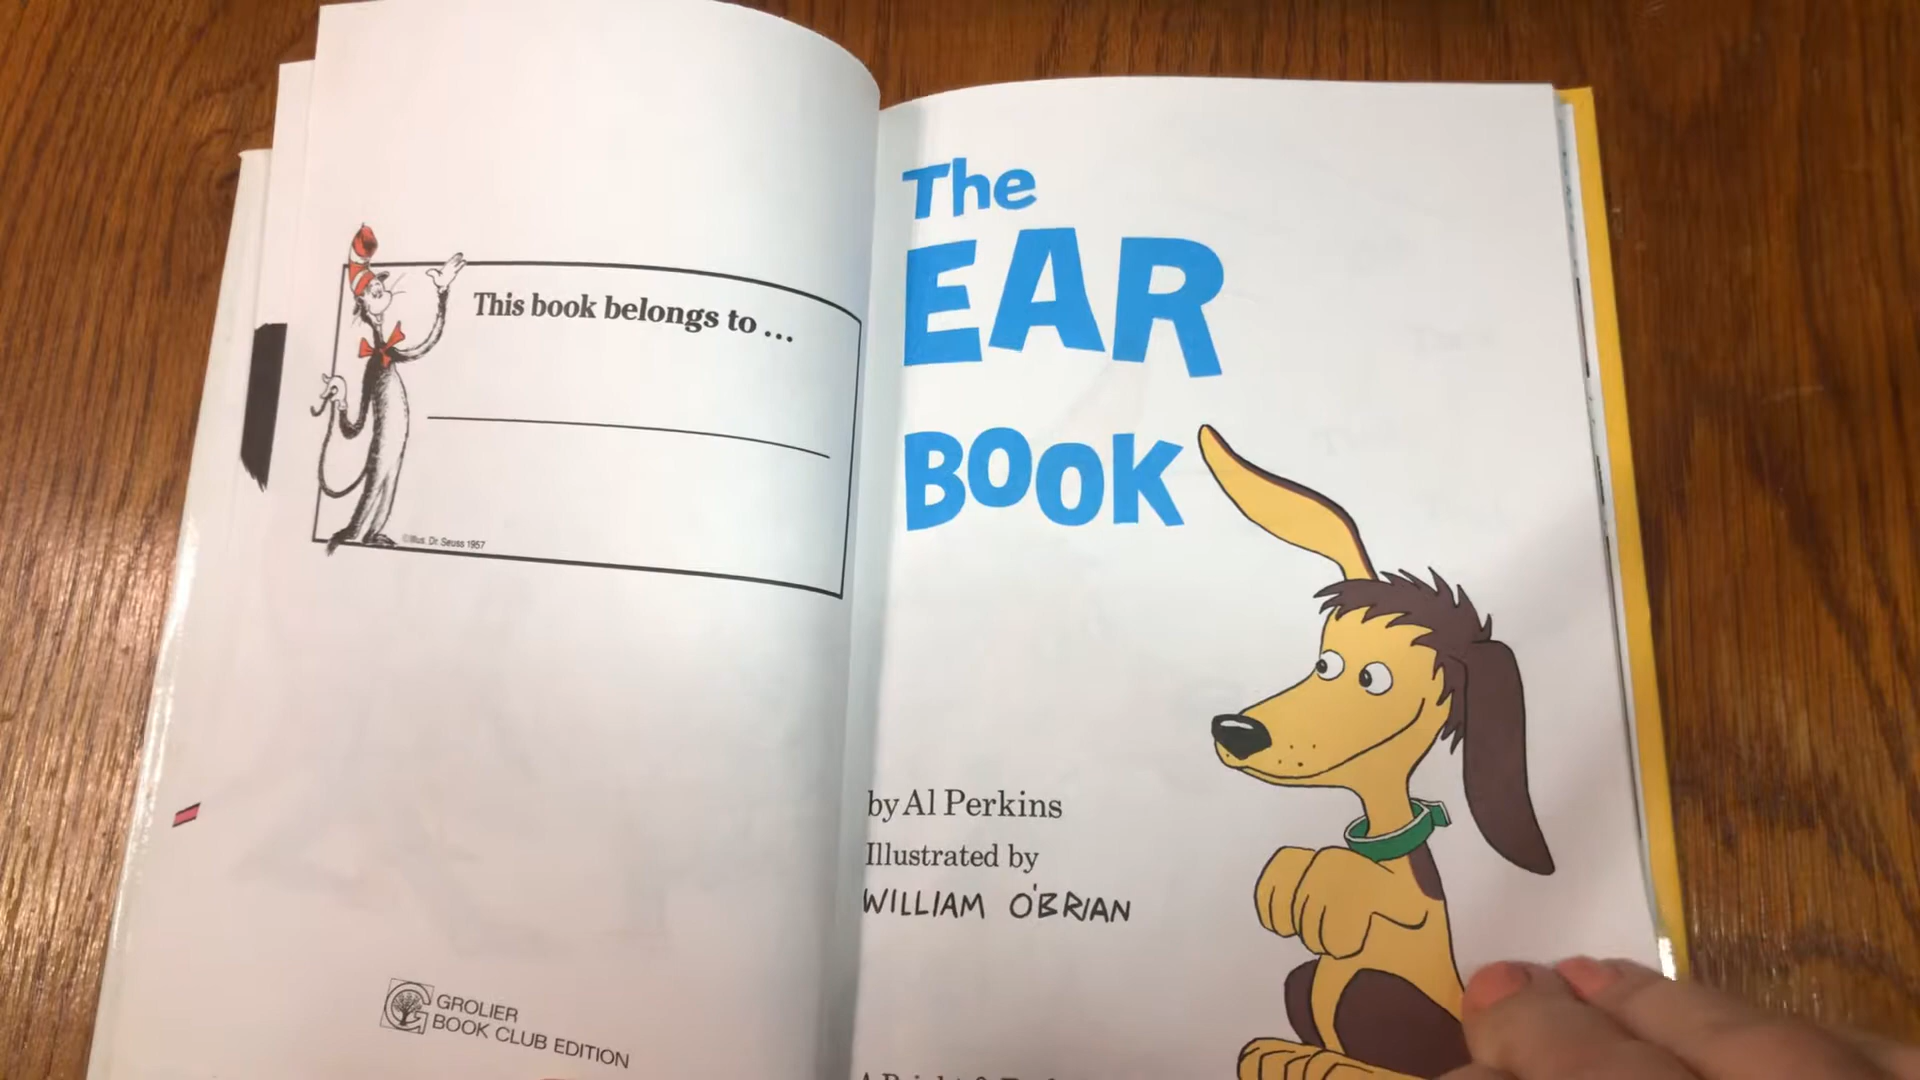 This book belongs to ...
©Illus. Dr. Seuss 1957
GROLIER
BOOK CLUB EDITION
The
EAR
BOOK
by Al Perkins
Illustrated by
WILLIAM O'BRIAN